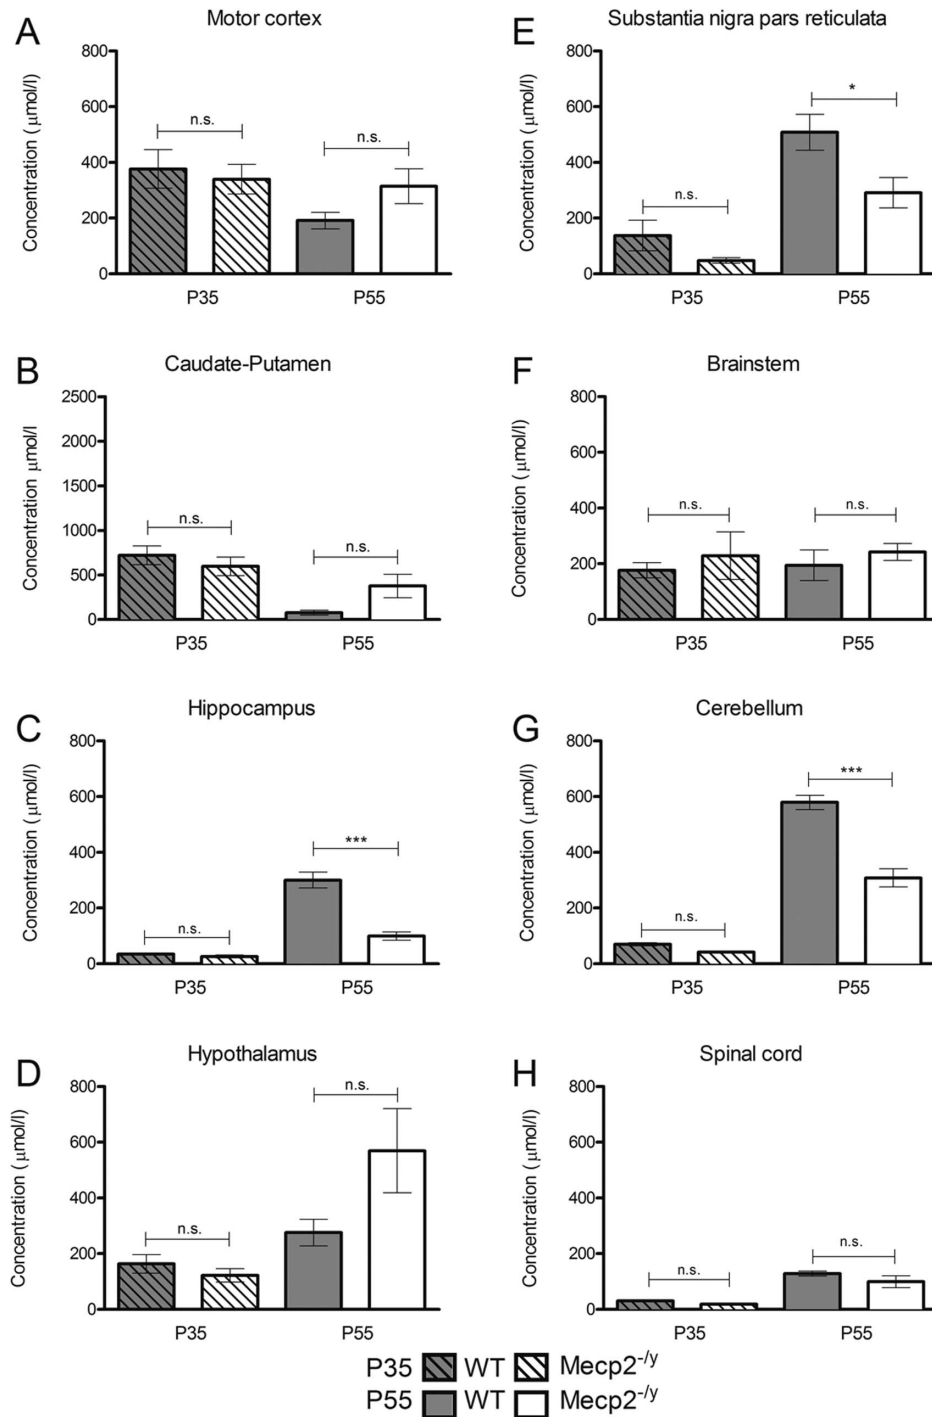 A Motor cortex
Concentration (μmol/l)
800
600
400
200
0
n.s.
n.s.
P35 P55
B Caudate-Putamen
Concentration μmol/l
2500
2000
1500
1000
500
0
n.s.
n.s.
P35 P55
C Hippocampus
Concentration (μmol/l)
800
600
400
200
0
n.s.
***
P35 P55
D Hypothalamus
Concentration (μmol/l)
800
600
400
200
0
n.s.
n.s.
P35 P55
E Substantia nigra pars reticulata
Concentration (μmol/l)
800
600
400
200
0
n.s.
*
P35 P55
F Brainstem
Concentration (μmol/l)
800
600
400
200
0
n.s.
n.s.
P35 P55
G Cerebellum
Concentration (μmol/l)
800
600
400
200
0
n.s.
***
P35 P55
H Spinal cord
Concentration (μmol/l)
800
600
400
200
0
n.s.
n.s.
P35 P55
P35 WT Mecp2-/y
P55 WT Mecp2-/y